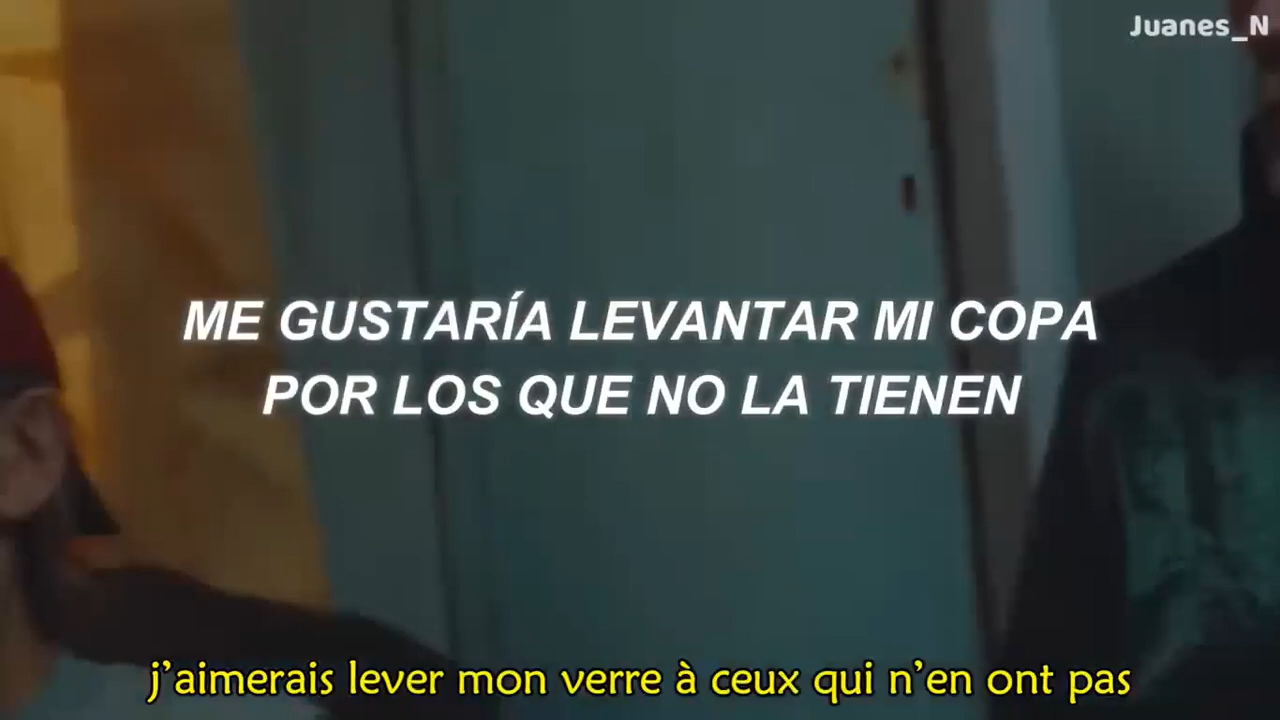 Juanes_N
ME GUSTARÍA LEVANTAR MI COPA
POR LOS QUE NO LA TIENEN
j’aimerais lever mon verre à ceux qui n’en ont pas